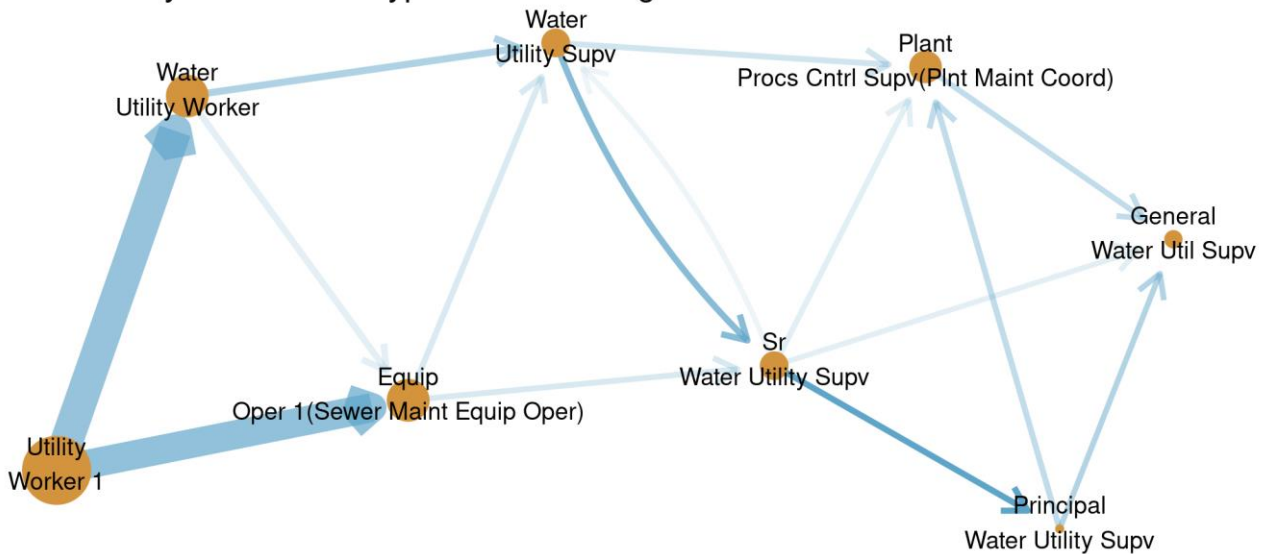 Water
Utility Supv
Plant
Procs Cntrl Supv(Plnt Maint Coord)
Water
Utility Worker
General
Water Util Supv
Sr
Water Utility Supv
Equip
Oper 1(Sewer Maint Equip Oper)
Utility
Worker 1
Principal
Water Utility Supv